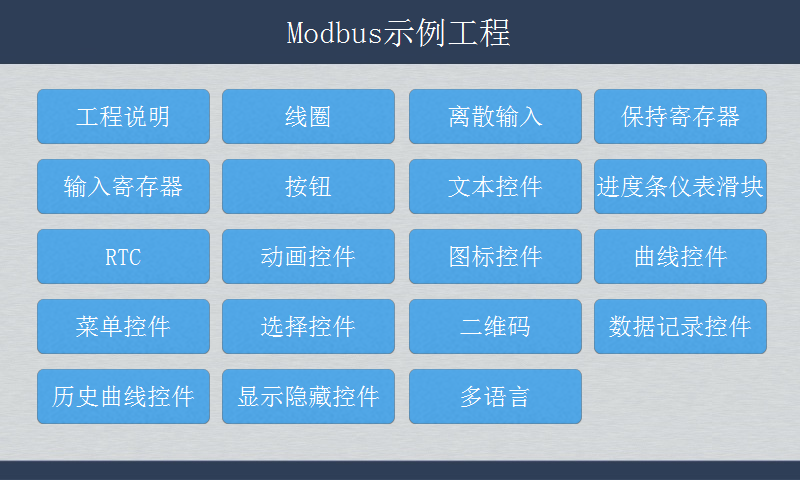 Modbus示例工程
工程说明
线圈
离散输入
保持寄存器
输入寄存器
按钮
文本控件
进度条仪表滑块
RTC
动画控件
图标控件
曲线控件
菜单控件
选择控件
二维码
数据记录控件
历史曲线控件
显示隐藏控件
多语言